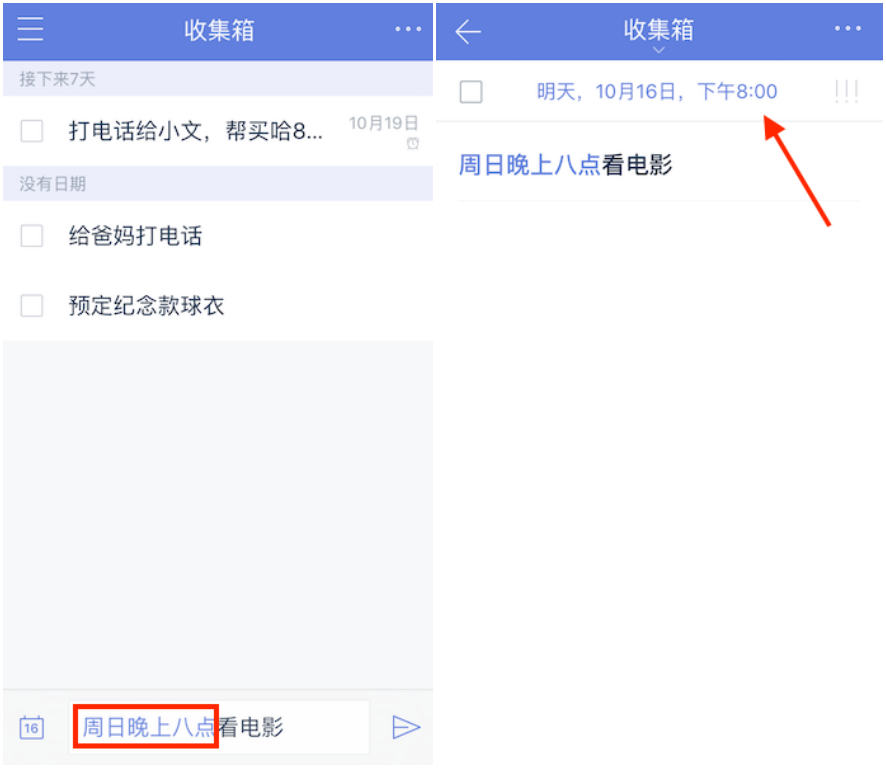 收集箱
接下来7天
打电话给小文，帮买哈8...
10月19日
没有日期
给爸妈打电话
预定纪念款球衣
16
周日晚上八点看电影
收集箱
明天，10月16日，下午8:00
周日晚上八点看电影